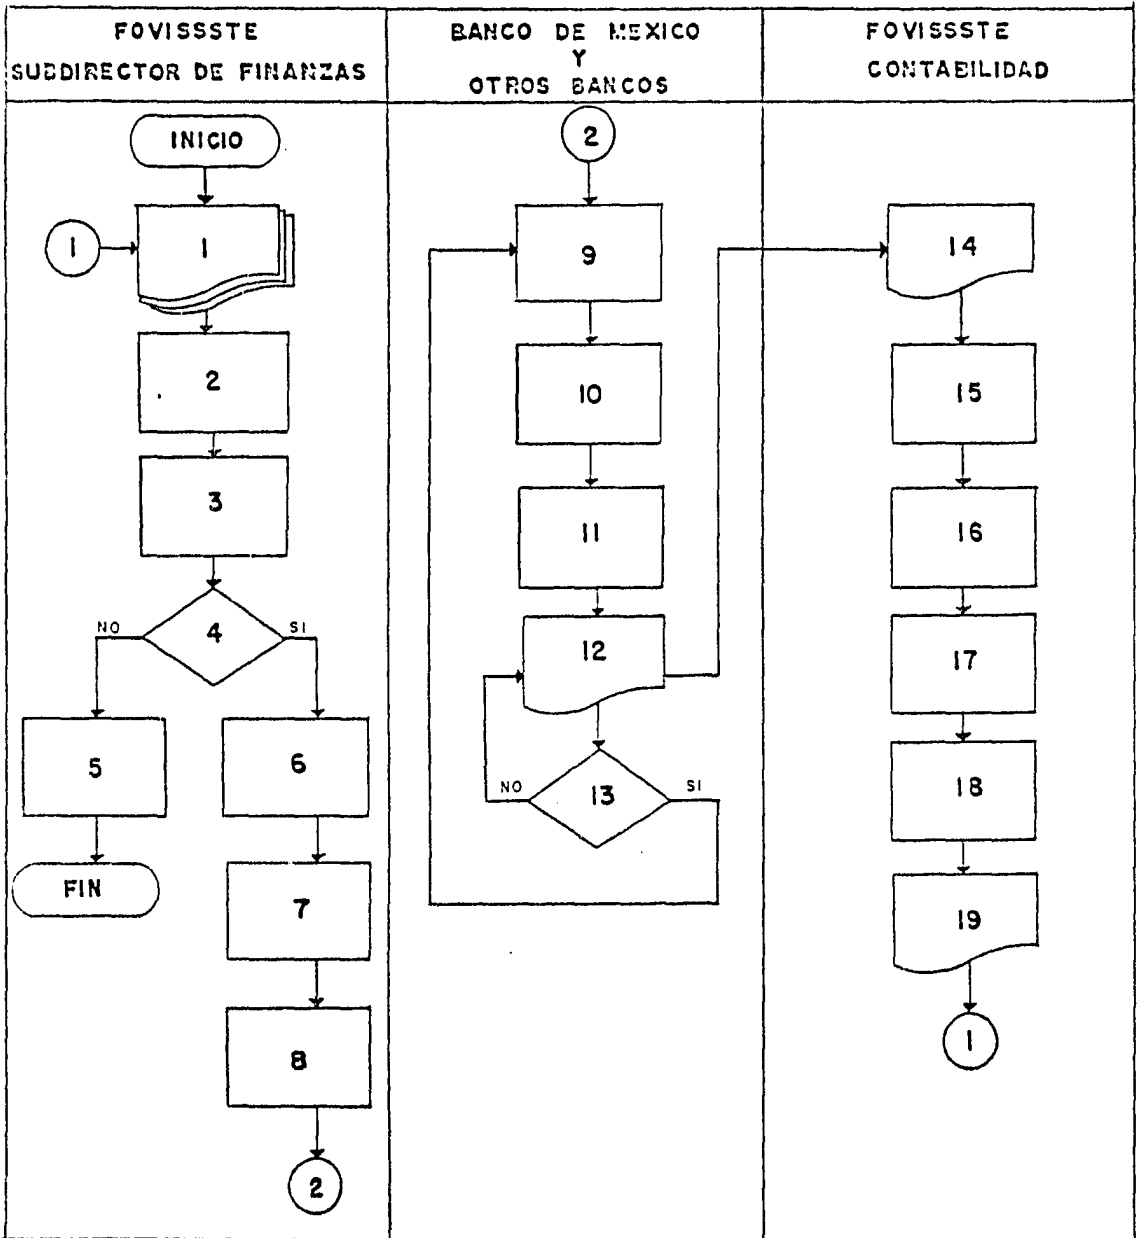 FOVISSSTE
SUBDIRECTOR DE FINANZAS
BANCO DE MEXICO
Y
OTROS BANCOS
FOVISSSTE
CONTABILIDAD
INICIO
1
1
2
3
4
NO
SI
5
6
FIN
7
8
2
2
9
10
11
12
13
NO
SI
14
15
16
17
18
19
1